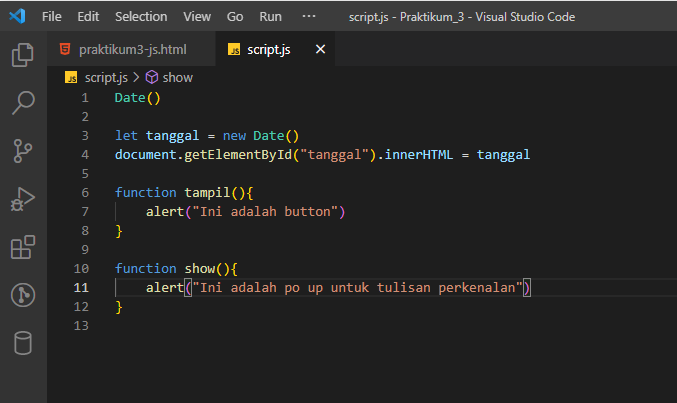 File Edit Selection View Go Run ··· script.js - Praktikum_3 - Visual Studio Code
praktikum3-js.html JS script.js
JS script.js > show
1 Date()
2
3 let tanggal = new Date()
4 document.getElementById("tanggal").innerHTML = tanggal
5
6 function tampil(){
7 alert("Ini adalah button")
8 }
9
10 function show(){
11 alert("Ini adalah po up untuk tulisan perkenalan")
12 }
13